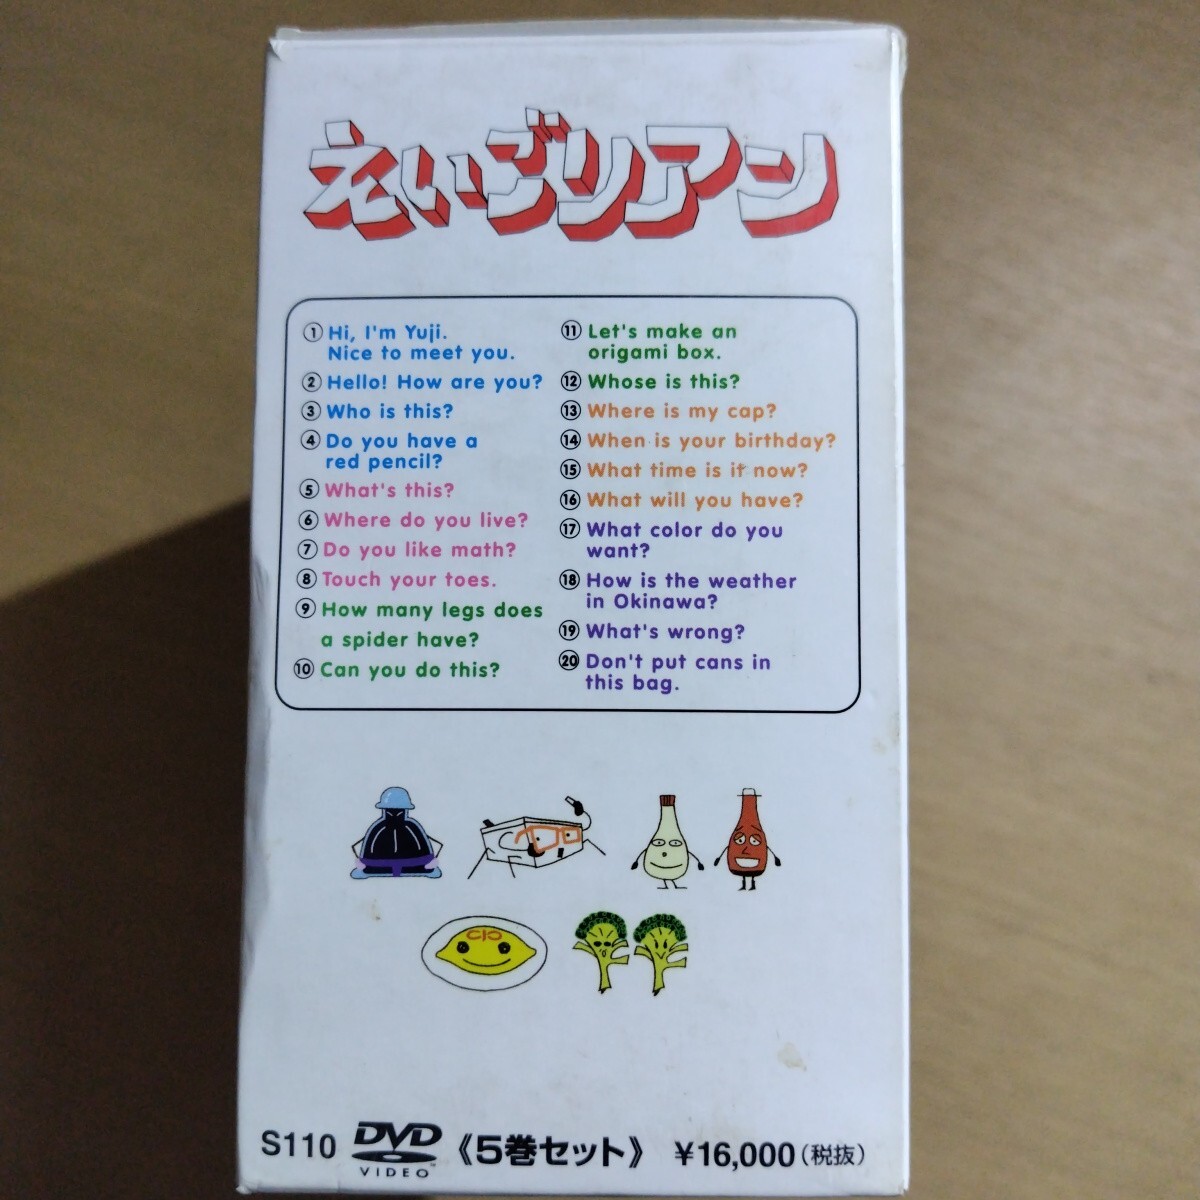 えいごリアン
① Hi, I'm Yuji.
Nice to meet you.
② Hello! How are you?
③ Who is this?
④ Do you have a
red pencil?
⑤ What's this?
⑥ Where do you live?
⑦ Do you like math?
⑧ Touch your toes.
⑨ How many legs does
a spider have?
⑩ Can you do this?
⑪ Let's make an
origami box.
⑫ Whose is this?
⑬ Where is my cap?
⑭ When is your birthday?
⑮ What time is it now?
⑯ What will you have?
⑰ What color do you
want?
⑱ How is the weather
in Okinawa?
⑲ What's wrong?
⑳ Don't put cans in
this bag.
S110 DVD VIDEO™ 《5巻セット》 ¥16,000(税抜)